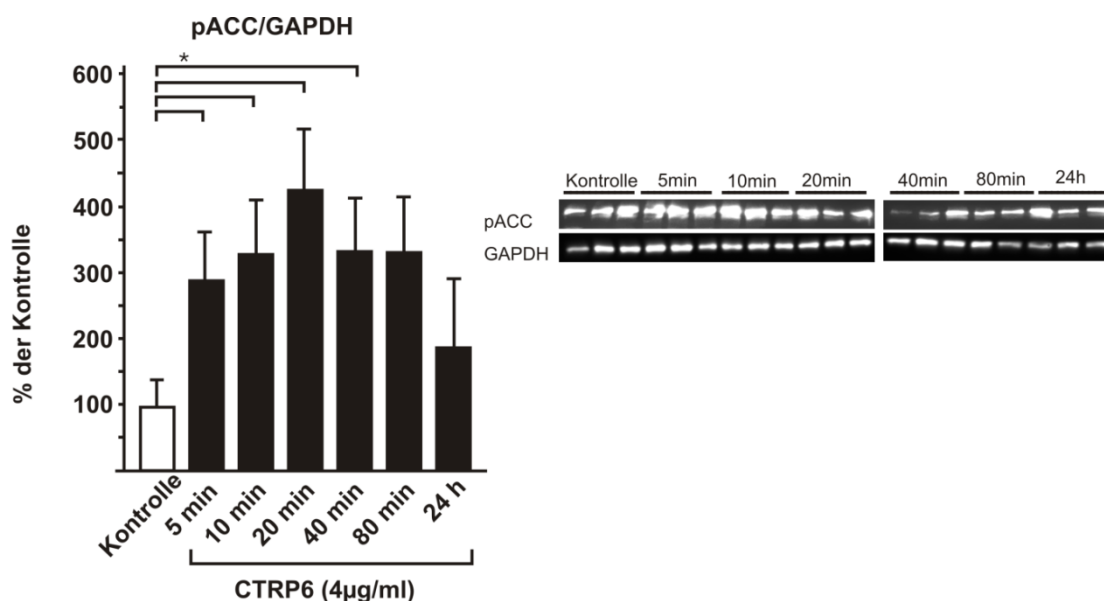 pACC/GAPDH
*
% der Kontrolle
600
500
400
300
200
100
Kontrolle
5 min
10 min
20 min
40 min
80 min
24 h
CTRP6 (4µg/ml)
Kontrolle 5min 10min 20min 40min 80min 24h
pACC
GAPDH